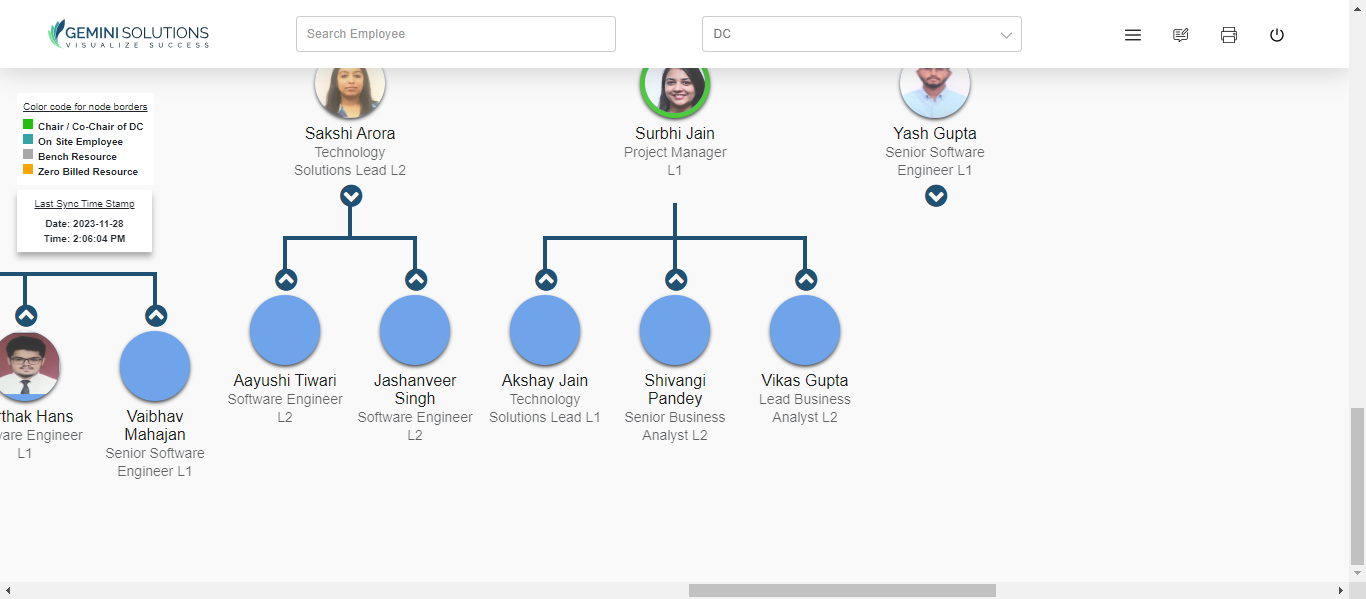 GEMINI SOLUTIONS
VISUALIZE SUCCESS
Search Employee
DC
Color code for node borders
Chair / Co-Chair of DC
On Site Employee
Bench Resource
Zero Billed Resource
Last Sync Time Stamp
Date: 2023-11-28
Time: 2:06:04 PM
Sakshi Arora
Technology
Solutions Lead L2
Surbhi Jain
Project Manager
L1
Yash Gupta
Senior Software
Engineer L1
Hans
Engineer
L1
Vaibhav
Mahajan
Senior Software
Engineer L1
Aayushi Tiwari
Software Engineer
L2
Jashanveer
Singh
Software Engineer
L2
Akshay Jain
Technology
Solutions Lead L1
Shivangi
Pandey
Senior Business
Analyst L2
Vikas Gupta
Lead Business
Analyst L2